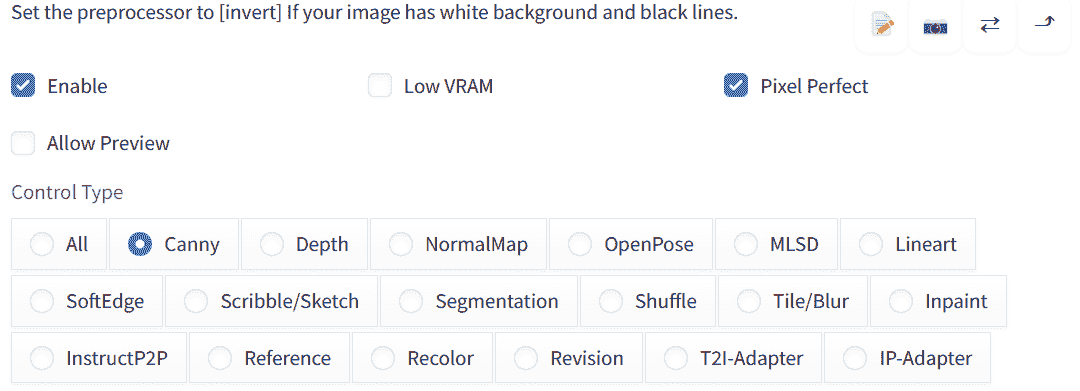 Set the preprocessor to [invert] If your image has white background and black lines.
Enable Low VRAM Pixel Perfect
Allow Preview
Control Type
All Canny Depth NormalMap OpenPose MLSD Lineart
SoftEdge Scribble/Sketch Segmentation Shuffle Tile/Blur Inpaint
InstructP2P Reference Recolor Revision T2I-Adapter IP-Adapter